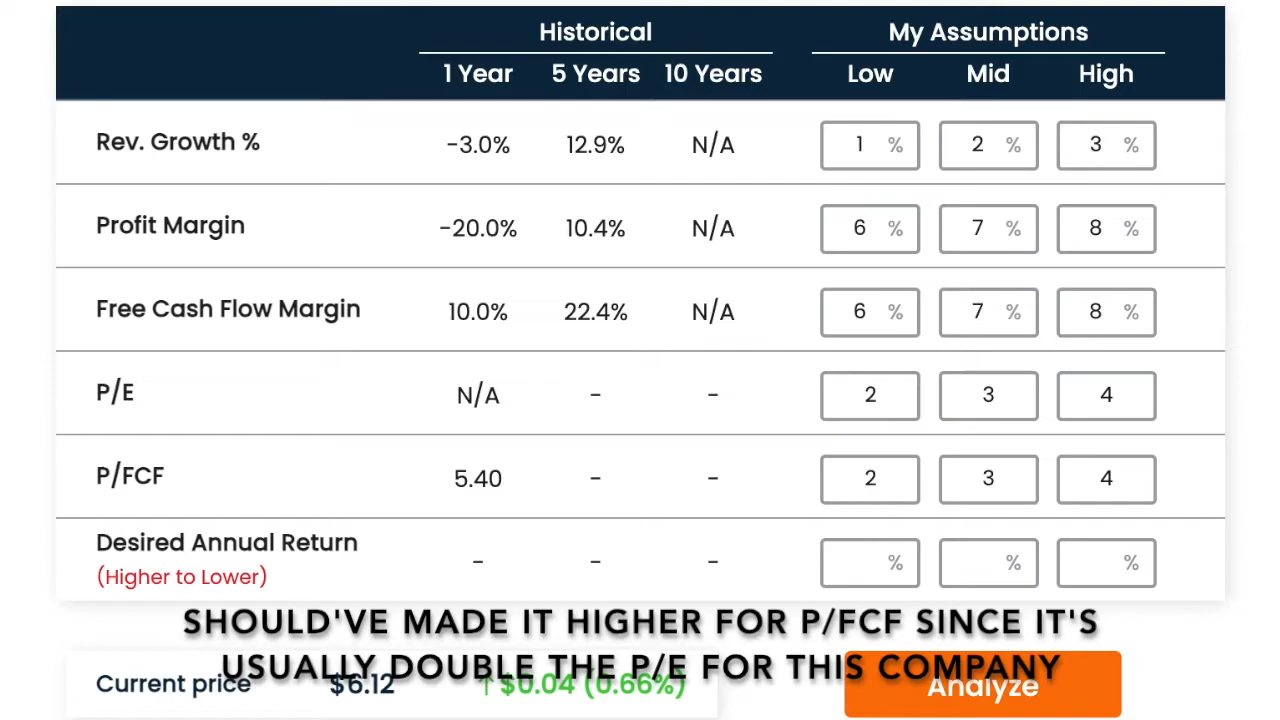 Historical My Assumptions
1 Year 5 Years 10 Years Low Mid High
Rev. Growth % -3.0% 12.9% N/A 1 % 2 % 3 %
Profit Margin -20.0% 10.4% N/A 6 % 7 % 8 %
Free Cash Flow Margin 10.0% 22.4% N/A 6 % 7 % 8 %
P/E N/A - - 2 3 4
P/FCF 5.40 - - 2 3 4
Desired Annual Return - - - % % %
(Higher to Lower)
SHOULD'VE MADE IT HIGHER FOR P/FCF SINCE IT'S
USUALLY DOUBLE THE P/E FOR THIS COMPANY
Current price $6.12 ↑ $0.04 (0.66%) Analyze